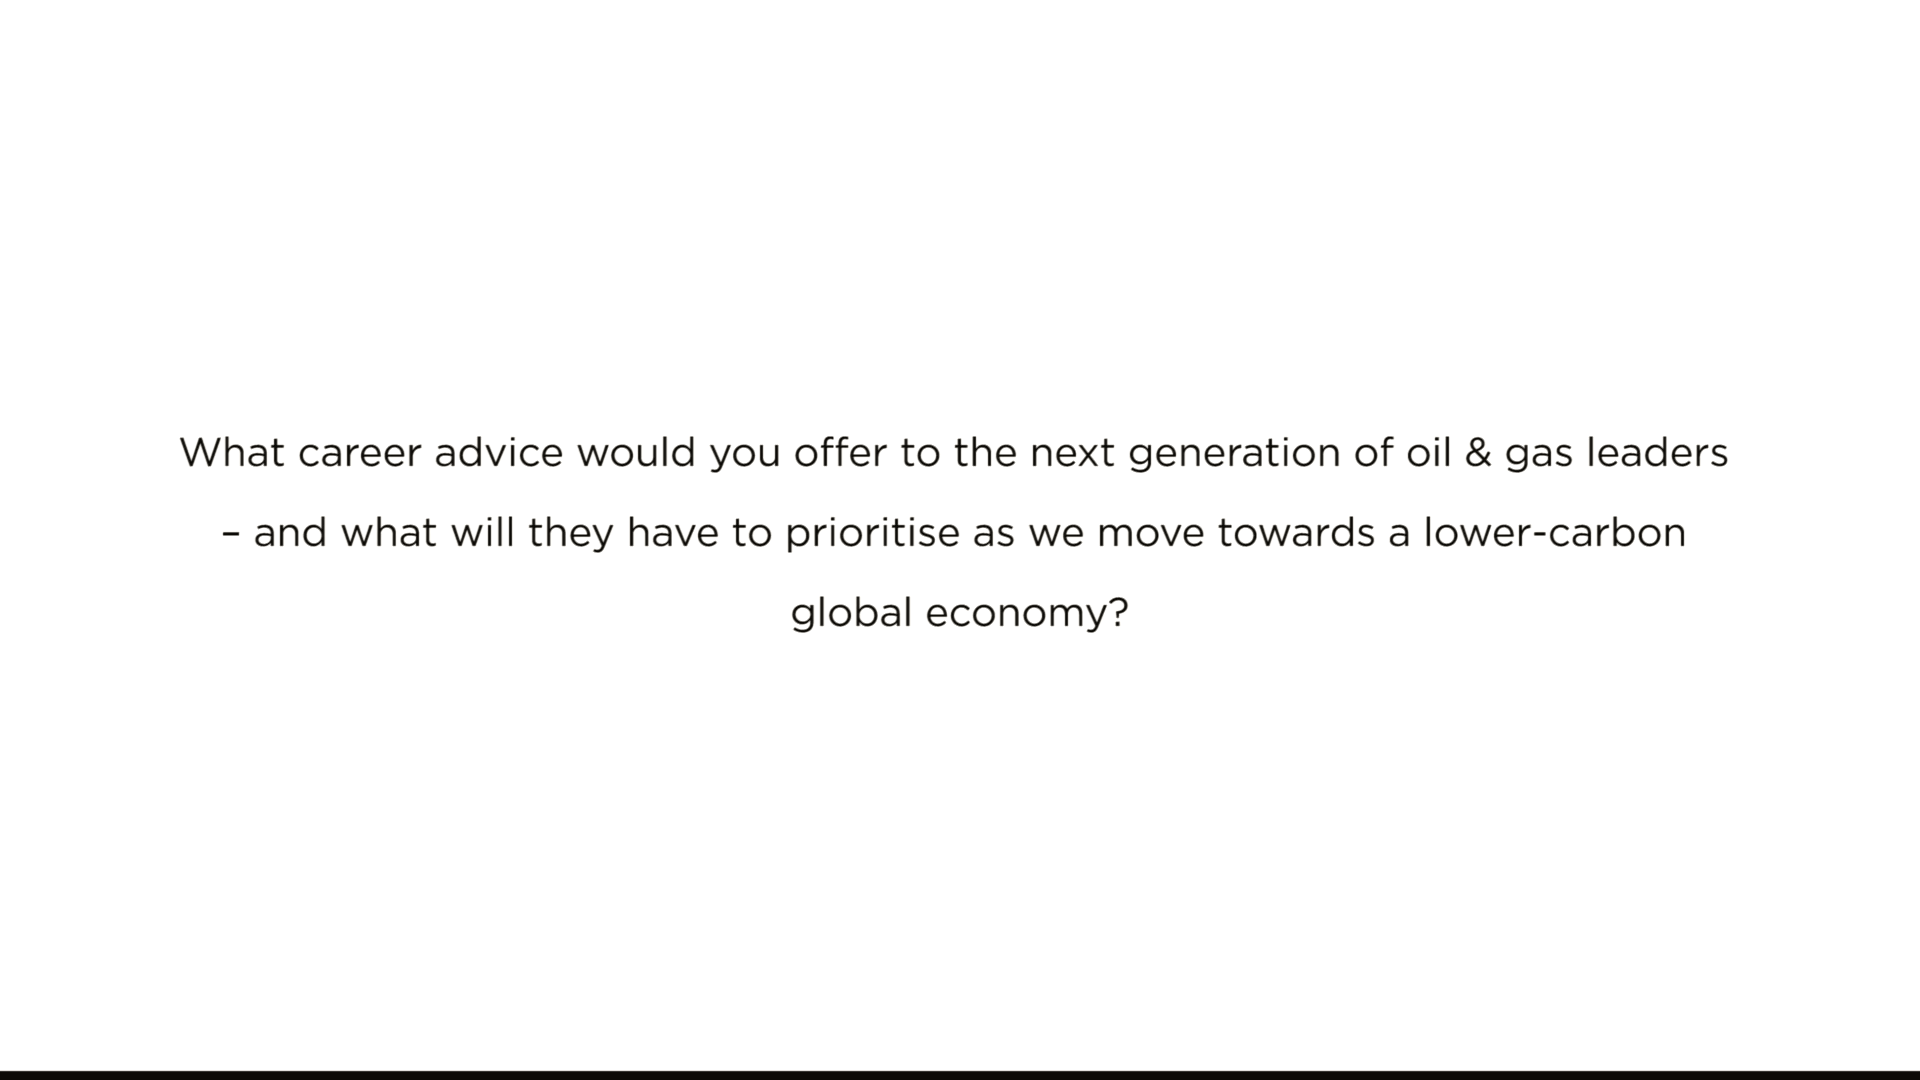 What career advice would you offer to the next generation of oil & gas leaders
– and what will they have to prioritise as we move towards a lower-carbon
global economy?